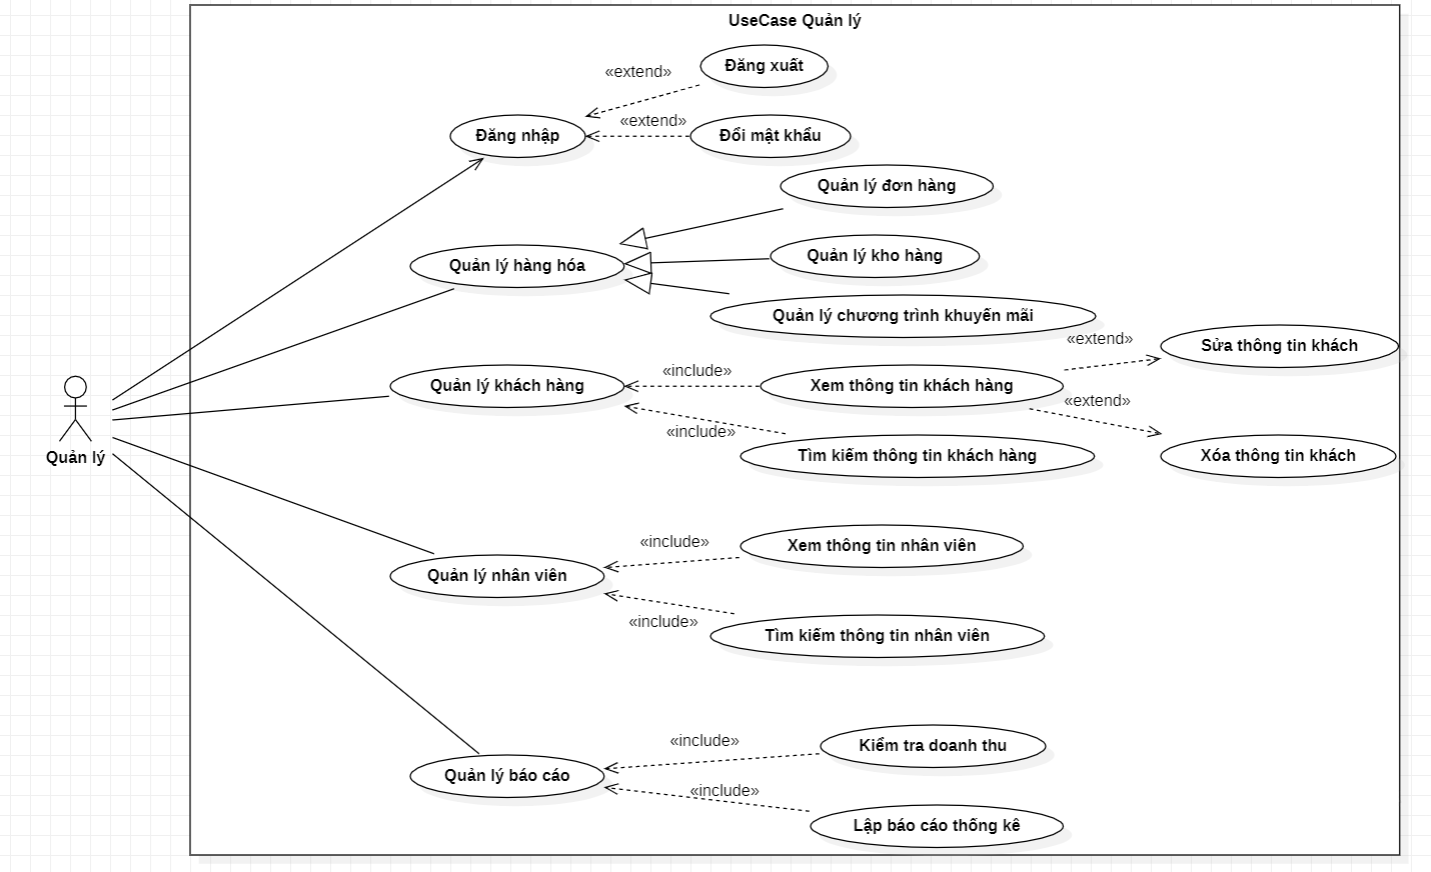 UseCase Quản lý
Đăng xuất
«extend»
«extend»
Đăng nhập
Đổi mật khẩu
Quản lý đơn hàng
Quản lý hàng hóa
Quản lý kho hàng
Quản lý chương trình khuyến mãi
«extend»
Sửa thông tin khách
«include»
Quản lý khách hàng
Xem thông tin khách hàng
«extend»
«include»
Tìm kiếm thông tin khách hàng
Xóa thông tin khách
Quản lý
«include»
Xem thông tin nhân viên
Quản lý nhân viên
«include»
Tìm kiếm thông tin nhân viên
«include»
Kiểm tra doanh thu
Quản lý báo cáo
«include»
Lập báo cáo thống kê